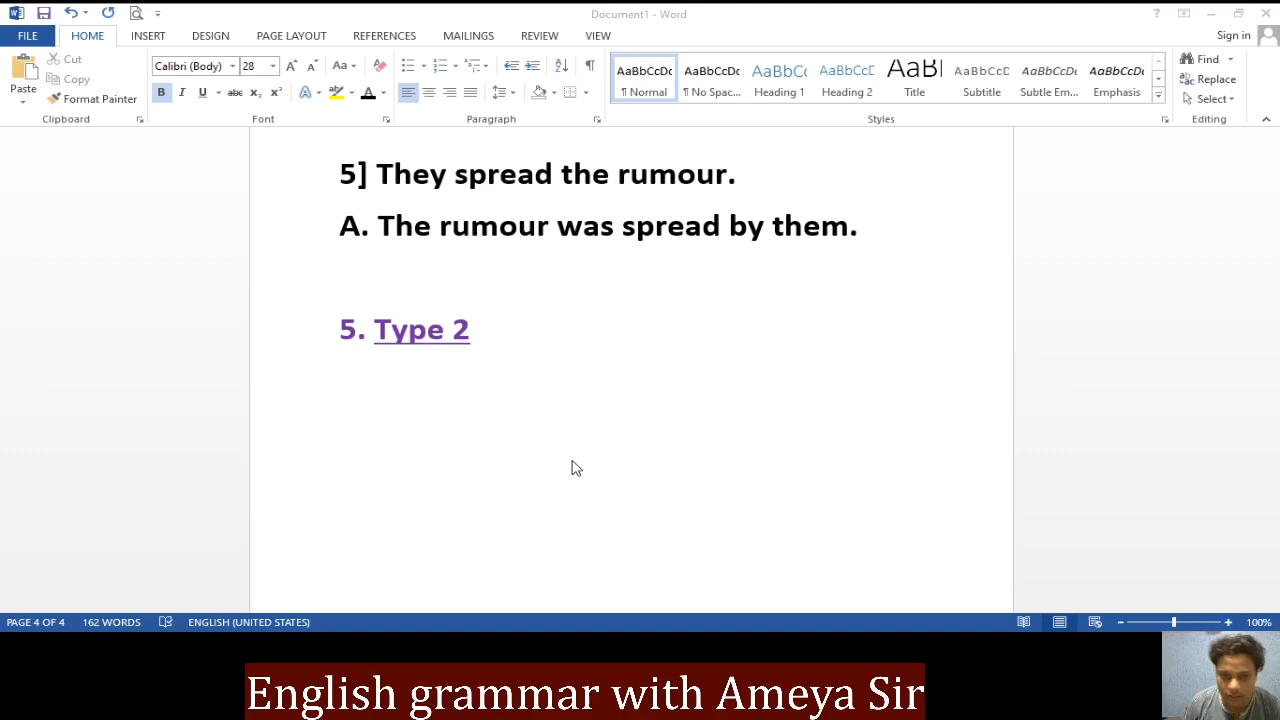 Document1 - Word
Sign in
FILE HOME INSERT DESIGN PAGE LAYOUT REFERENCES MAILINGS REVIEW VIEW
Cut
Copy
Format Painter
Paste
Clipboard
Calibri (Body) 28
Font
Paragraph
AaBbCcDc AaBbCcDc AaBbCc AaBbCcC AaBl AaBbCcD AaBbCcDc AaBbCcDc
¶ Normal ¶ No Spac... Heading 1 Heading 2 Title Subtitle Subtle Em... Emphasis
Styles
Find
Replace
Select
Editing
5] They spread the rumour.
A. The rumour was spread by them.
5. Type 2
PAGE 4 OF 4 162 WORDS ENGLISH (UNITED STATES) 100%
English grammar with Ameya Sir